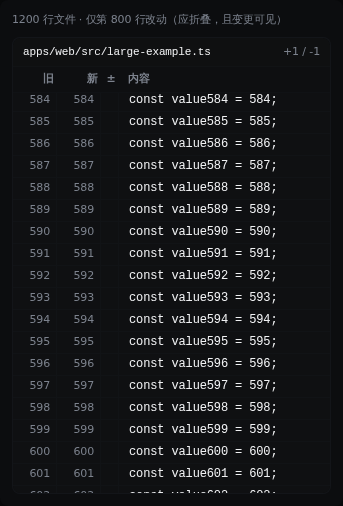 1200 行文件 · 仅第 800 行改动（应折叠，且变更可见）
apps/web/src/large-example.ts +1 / -1
旧 新 ± 内容
584 584 const value584 = 584;
585 585 const value585 = 585;
586 586 const value586 = 586;
587 587 const value587 = 587;
588 588 const value588 = 588;
589 589 const value589 = 589;
590 590 const value590 = 590;
591 591 const value591 = 591;
592 592 const value592 = 592;
593 593 const value593 = 593;
594 594 const value594 = 594;
595 595 const value595 = 595;
596 596 const value596 = 596;
597 597 const value597 = 597;
598 598 const value598 = 598;
599 599 const value599 = 599;
600 600 const value600 = 600;
601 601 const value601 = 601;